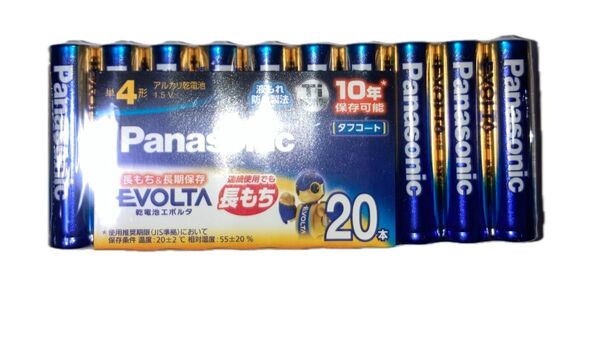 単4形 アルカリ乾電池
1.5V
液もれ
防止製法
Ti
10年*
保存可能
タフコート
Panasonic
長もち&長期保存
EVOLTA
乾電池エボルタ
連続使用でも
長もち
EVOLTA
20本
*使用推奨期限(JIS準拠)において
保存条件 温度:20±2℃ 相対湿度:55±20%
Panasonic
Panasonic
EVOLTA
Panasonic
EVOLTA
Panasonic